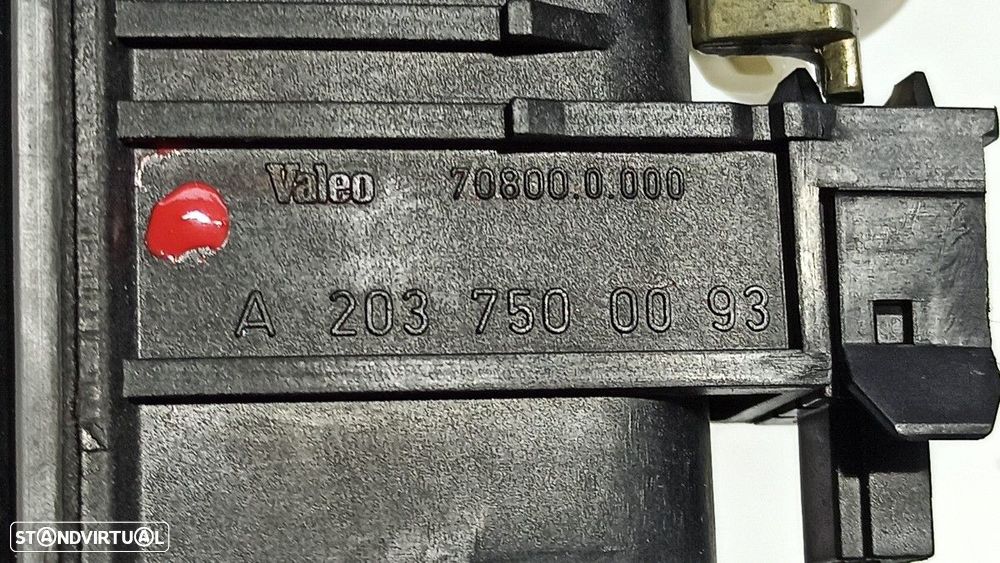 Valeo 70800.0.000
A 203 750 00 93
STANDVIRTUAL